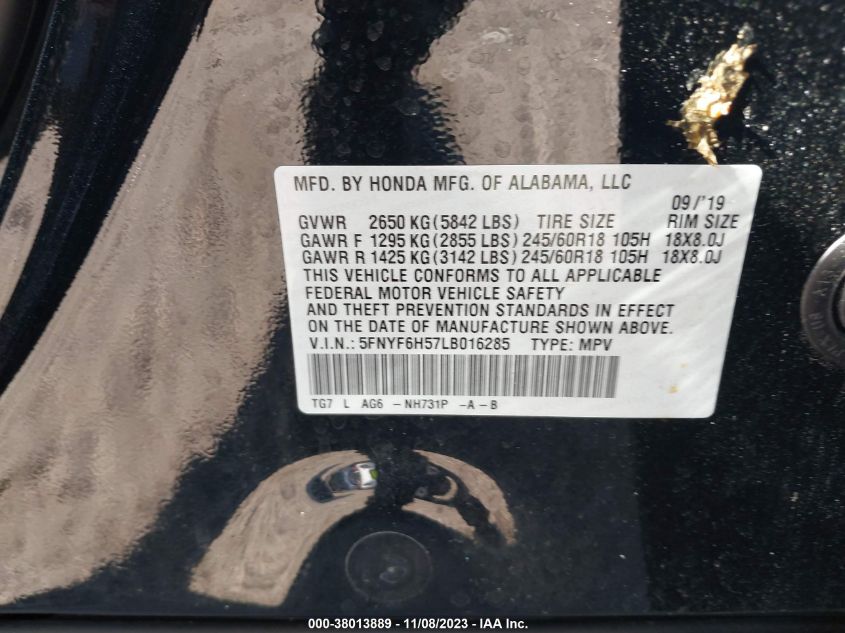 MFD. BY HONDA MFG. OF ALABAMA, LLC
09/'19
GVWR 2650 KG(5842 LBS) TIRE SIZE RIM SIZE
GAWR F 1295 KG(2855 LBS) 245/60R18 105H 18X8.0J
GAWR R 1425 KG(3142 LBS) 245/60R18 105H 18X8.0J
THIS VEHICLE CONFORMS TO ALL APPLICABLE
FEDERAL MOTOR VEHICLE SAFETY
AND THEFT PREVENTION STANDARDS IN EFFECT
ON THE DATE OF MANUFACTURE SHOWN ABOVE.
V.I.N.: 5FNYF6H57LB016285 TYPE: MPV
TG7 L AG6 -NH731P -A-B
000-38013889 - 11/08/2023 - IAA Inc.